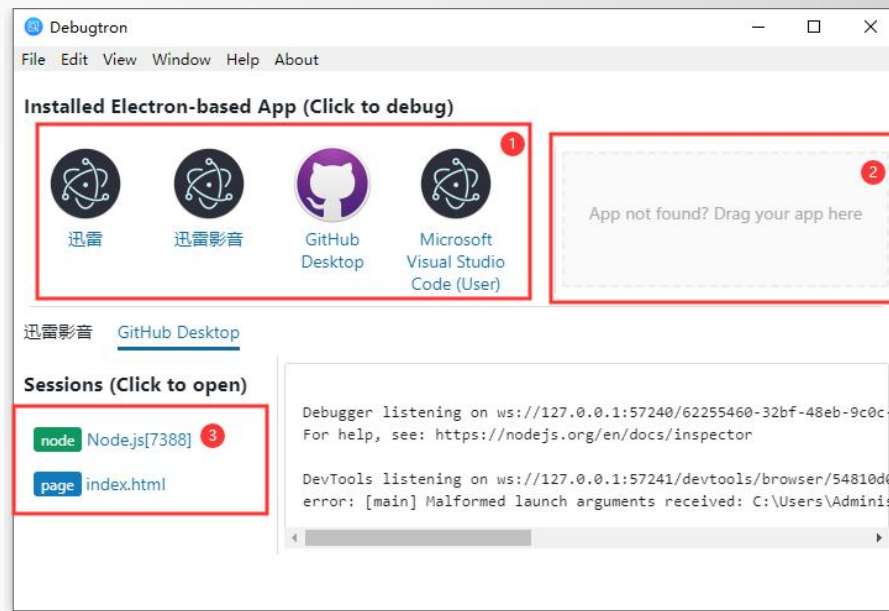 Debugtron
File Edit View Window Help About
Installed Electron-based App (Click to debug)
1
2
App not found? Drag your app here
迅雷
迅雷影音
GitHub
Desktop
Microsoft
Visual Studio
Code (User)
迅雷影音 GitHub Desktop
Sessions (Click to open)
node Node.js[7388] 3
page index.html
Debugger listening on ws://127.0.0.1:57240/62255460-32bf-48eb-9c0c-
For help, see: https://nodejs.org/en/docs/inspector
DevTools listening on ws://127.0.0.1:57241/devtools/browser/54810d
error: [main] Malformed launch arguments received: C:\Users\Adminis